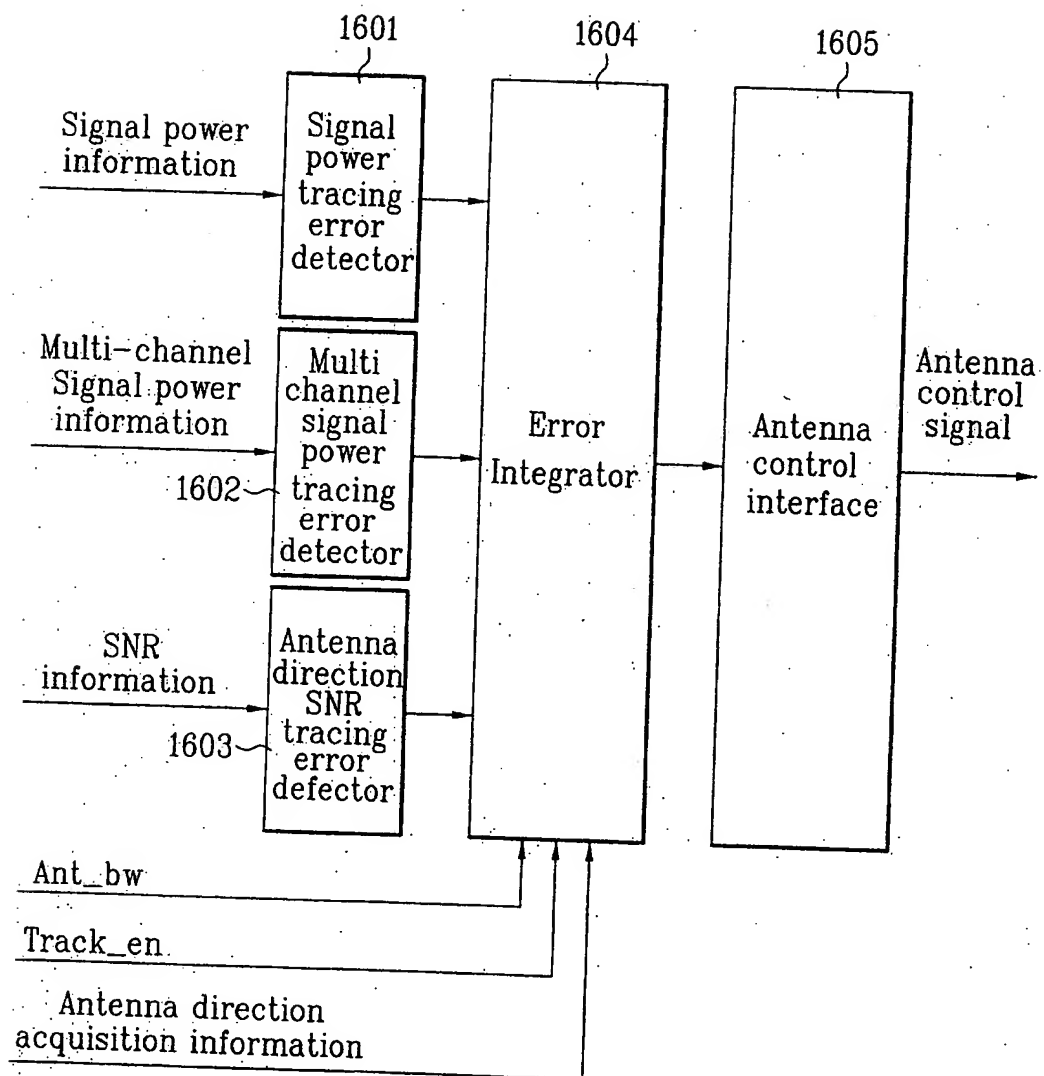 1601
1604
1605
Signal power
information
Signal
power
tracing
error
detector
Multi-channel
Signal power
information
Multi
channel
signal
power
tracing
error
detector
1602
Error
Integrator
Antenna
control
interface
Antenna
control
signal
SNR
information
Antenna
direction
SNR
tracing
error
defector
1603
Ant_bw
Track_en
Antenna direction
acquisition information